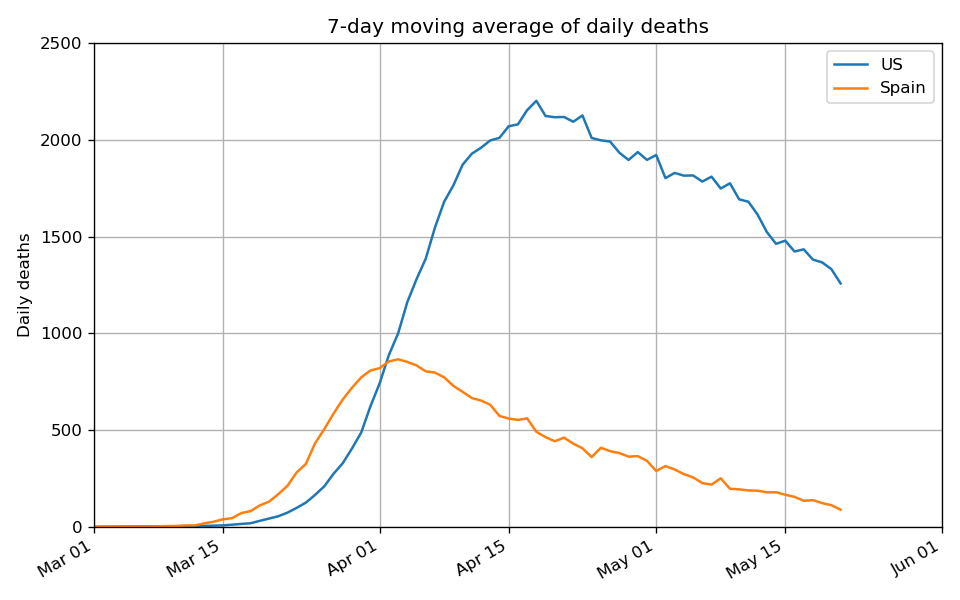 7-day moving average of daily deaths
US
Spain
Daily deaths
2500
2000
1500
1000
500
0
Mar 01
Mar 15
Apr 01
Apr 15
May 01
May 15
Jun 01